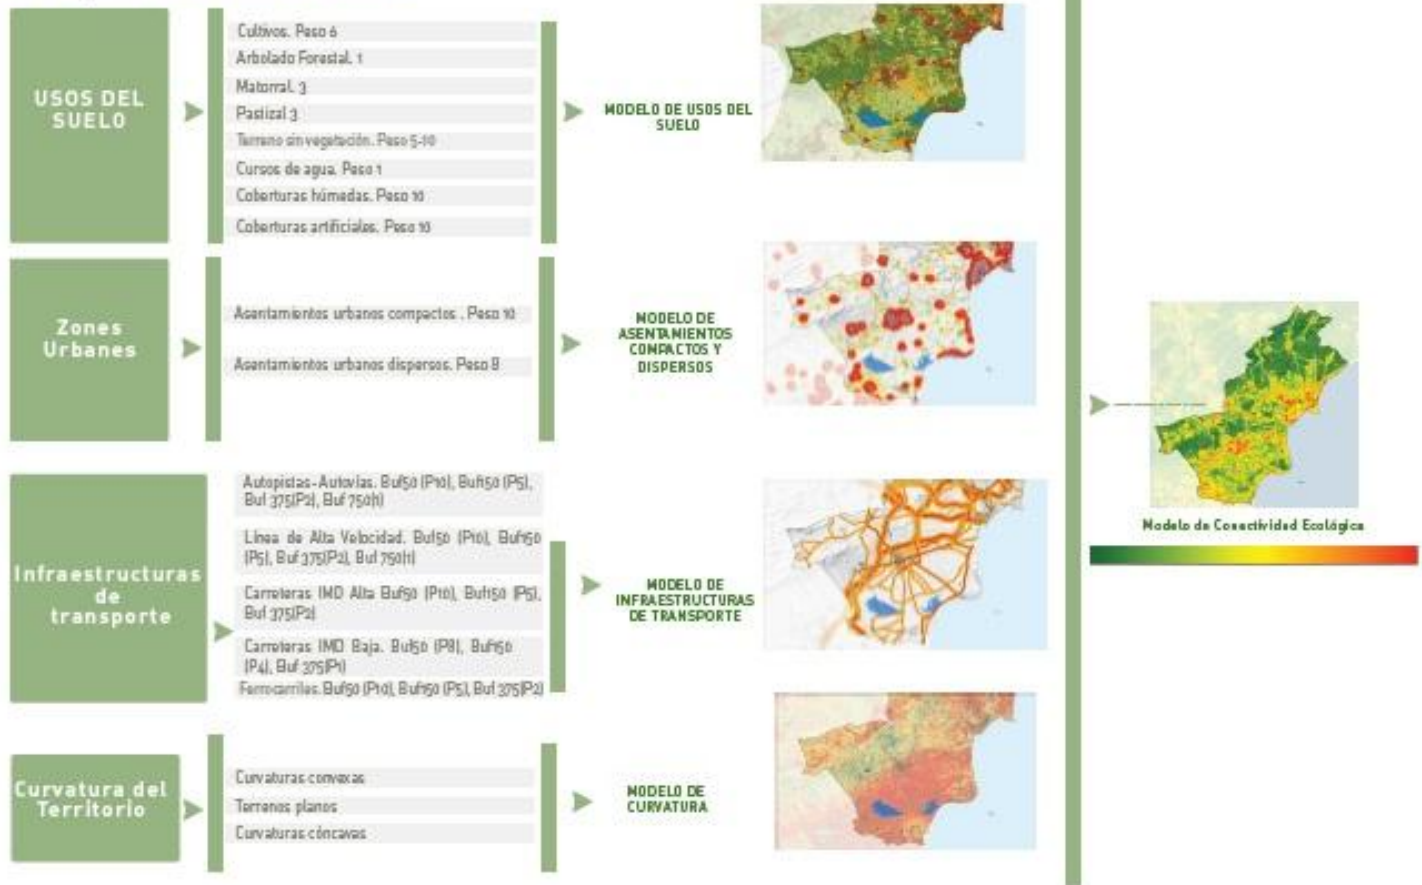 USOS DEL
SUELO
Cultivos. Peso 6
Arbolado Forestal. 1
Matorral. 3
Pastizal 3
Terreno sin vegetación. Peso 5-10
Cursos de agua. Peso 1
Coberturas húmedas. Peso 10
Coberturas artificiales. Peso 10
MODELO DE USOS DEL
SUELO
Zones
Urbanes
Asentamientos urbanos compactos . Peso 10
Asentamientos urbanos dispersos. Peso 8
MODELO DE
ASENTAMIENTOS
COMPACTOS Y
DISPERSOS
Infraestructuras
de
transporte
Autopistas-Autovías. Buf50 (P10), Buf150 (P5),
Buf 375(P2), Buf 750(1)
Línea de Alta Velocidad. Buf50 (P10), Buf150
(P5), Buf 375(P2), Buf 750(1)
Carreteras IMD Alta Buf50 (P10), Buf150 (P5),
Buf 375(P2)
Carreteras IMD Baja. Buf50 (P8), Buf150
(P4), Buf 375(P1)
Ferrocarriles. Buf50 (P10), Buf150 (P5), Buf 375(P2)
MODELO DE
INFRAESTRUCTURAS
DE TRANSPORTE
Curvatura del
Territorio
Curvaturas convexas
Terrenos planos
Curvaturas cóncavas
MODELO DE
CURVATURA
Modelo de Conectividad Ecológica